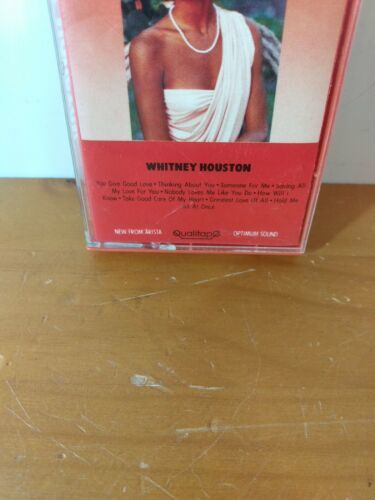 WHITNEY HOUSTON
You Give Good Love • Thinking About You • Someone For Me • Saving All
My Love For You • Nobody Loves Me Like You Do • How Will I
Know • Take Good Care Of My Heart • Greatest Love Of All • Hold Me
All At Once
NEW FROM ARISTA Qualitape OPTIMUM SOUND